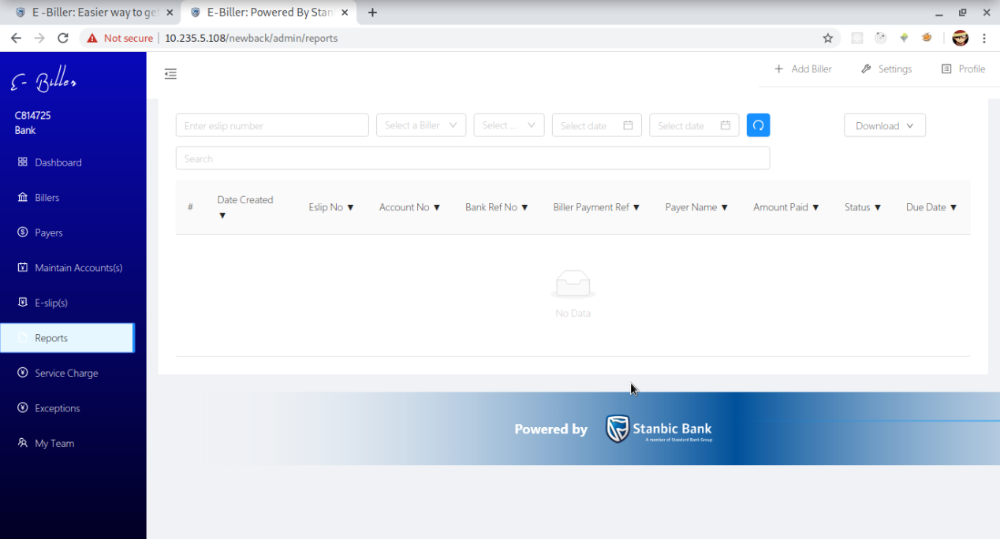 E -Biller: Easier way to get
E-Biller: Powered By Stan
Not secure
10.235.5.108/newback/admin/reports
E- Biller
C814725
Bank
Dashboard
Billers
Payers
Maintain Accounts(s)
E-slip(s)
Reports
Service Charge
Exceptions
My Team
Add Biller
Settings
Profile
Enter eslip number
Select a Biller
Select ...
Select date
Select date
Download
Search
#
Date Created ▼
Eslip No ▼
Account No ▼
Bank Ref No ▼
Biller Payment Ref ▼
Payer Name ▼
Amount Paid ▼
Status ▼
Due Date ▼
No Data
Powered by
Stanbic Bank
A member of Standard Bank Group